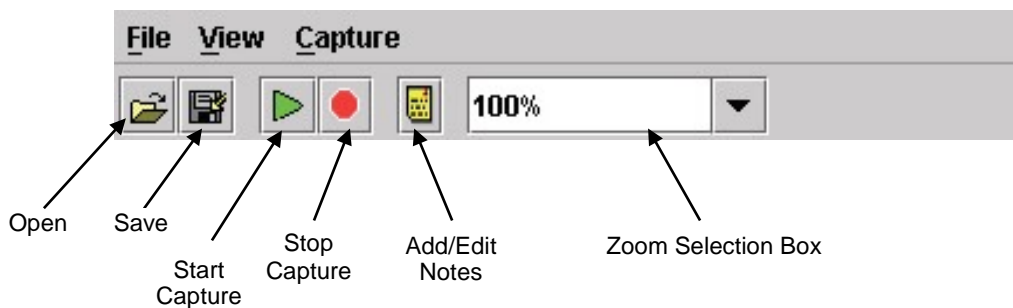 File View Capture
100%
Open
Save
Start
Capture
Stop
Capture
Add/Edit
Notes
Zoom Selection Box